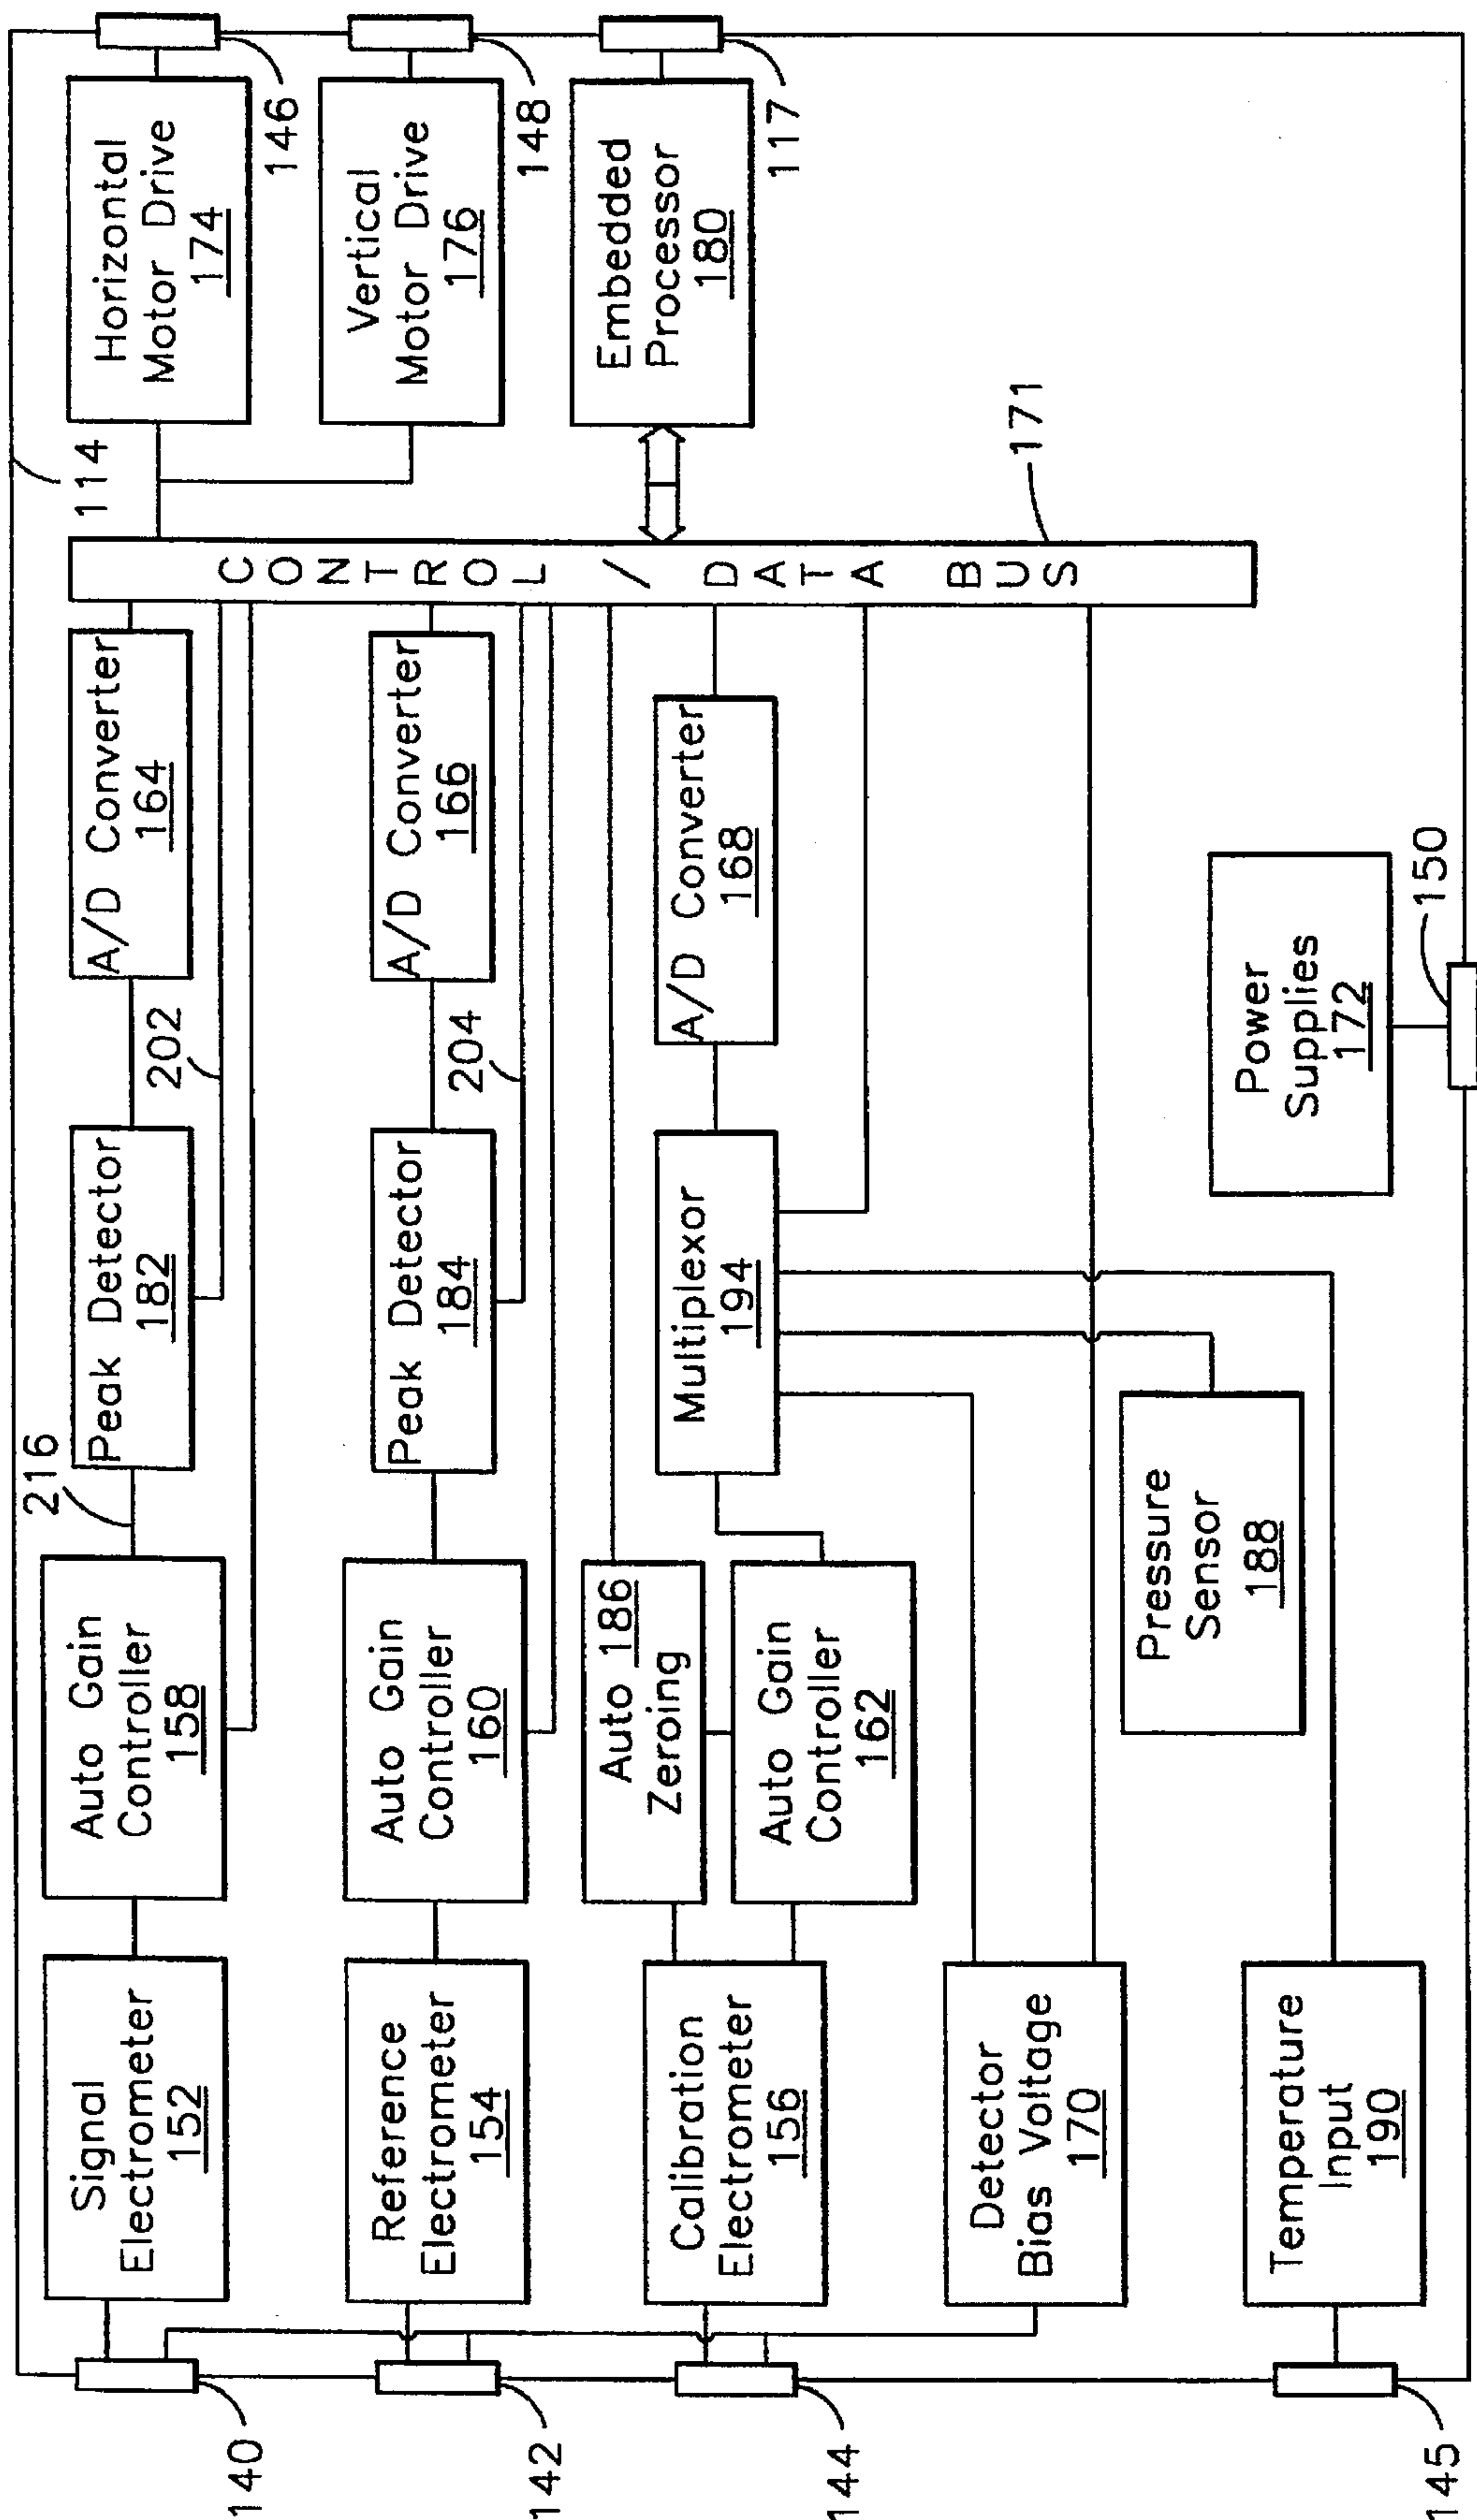 114
Signal
Electrometer
152
Auto Gain
Controller
158
216
Peak Detector
182
202
A/D Converter
164
Horizontal
Motor Drive
174
146
140
Reference
Electrometer
154
Auto Gain
Controller
160
Peak Detector
184
204
A/D Converter
166
Vertical
Motor Drive
176
148
142
Calibration
Electrometer
156
Auto 186
Zeroing
Auto Gain
Controller
162
Multiplexor
194
A/D Converter
168
CONTROL / DATA BUS
171
Embedded
Processor
180
117
144
Detector
Bias Voltage
170
Pressure
Sensor
188
Power
Supplies
172
150
Temperature
Input
190
145